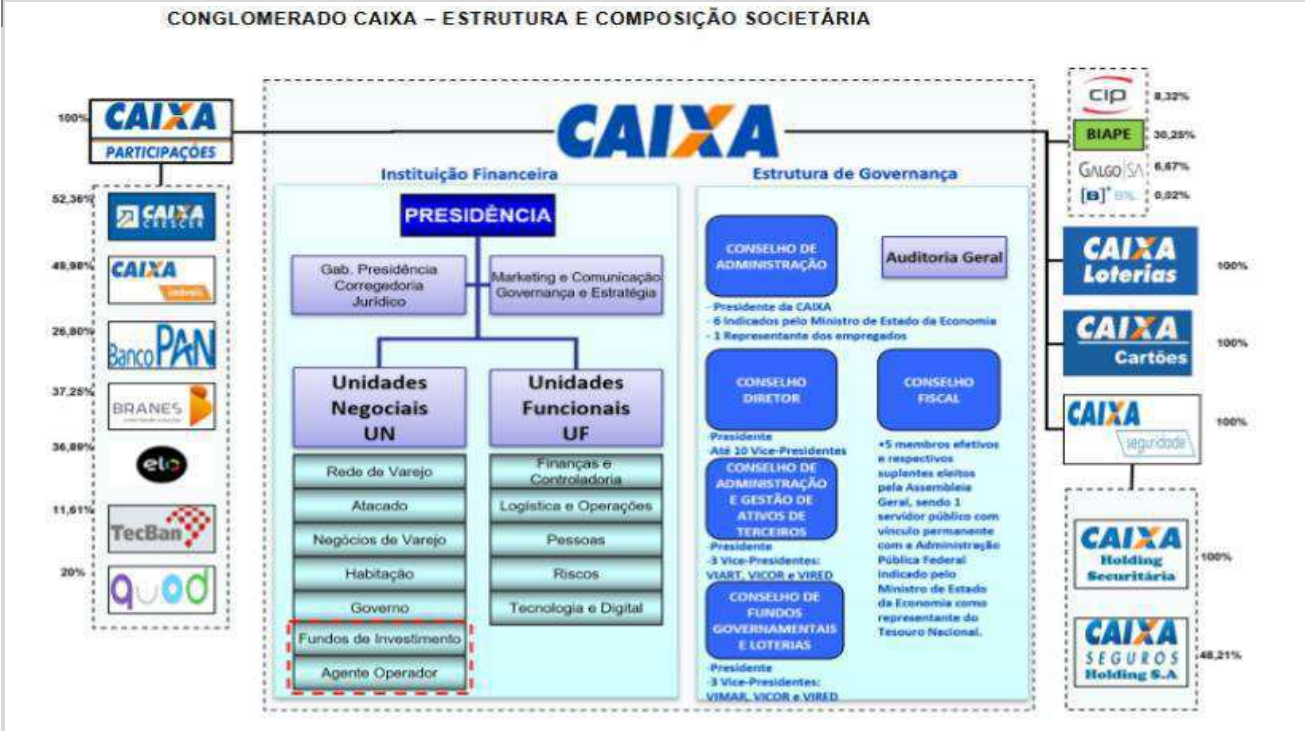 CONGLOMERADO CAIXA – ESTRUTURA E COMPOSIÇÃO SOCIETÁRIA
100%
CAIXA
PARTICIPAÇÕES
52,36%
CAIXA
CRESCER
49,98%
CAIXA
imóveis
26,80%
Banco PAN
37,25%
BRANES
36,89%
elo
11,61%
TecBan
20%
quod
CAIXA
Instituição Financeira
PRESIDÊNCIA
Gab. Presidência
Corregedoria
Jurídico
Marketing e Comunicação
Governança e Estratégia
Unidades
Negociais
UN
Rede de Varejo
Atacado
Negócios de Varejo
Habitação
Governo
Fundos de Investimento
Agente Operador
Unidades
Funcionais
UF
Finanças e
Controladoria
Logística e Operações
Pessoas
Riscos
Tecnologia e Digital
Estrutura de Governança
CONSELHO DE
ADMINISTRAÇÃO
Auditoria Geral
- Presidente da CAIXA
- 6 Indicados pelo Ministro de Estado da Economia
- 1 Representante dos empregados
CONSELHO
DIRETOR
-Presidente
-Até 10 Vice-Presidentes
CONSELHO DE
ADMINISTRAÇÃO
E GESTÃO DE
ATIVOS DE
TERCEIROS
-Presidente
-3 Vice-Presidentes:
VIART, VICOR e VIRED
CONSELHO DE
FUNDOS
GOVERNAMENTAIS
E LOTERIAS
-Presidente
-3 Vice-Presidentes:
VIMAR, VICOR e VIRED
CONSELHO
FISCAL
•5 membros efetivos
e respectivos
suplentes eleitos
pela Assembleia
Geral, sendo 1
servidor público com
vínculo permanente
com a Administração
Pública Federal
indicado pelo
Ministro de Estado
da Economia como
representante do
Tesouro Nacional.
CIP 8,32%
BIAPE 30,25%
GALGO SA 6,67%
[B]³ 0,02%
CAIXA
Loterias
100%
CAIXA
Cartões
100%
CAIXA
seguridade
100%
CAIXA
Holding
Securitária
100%
CAIXA
SEGUROS
Holding S.A
48,21%